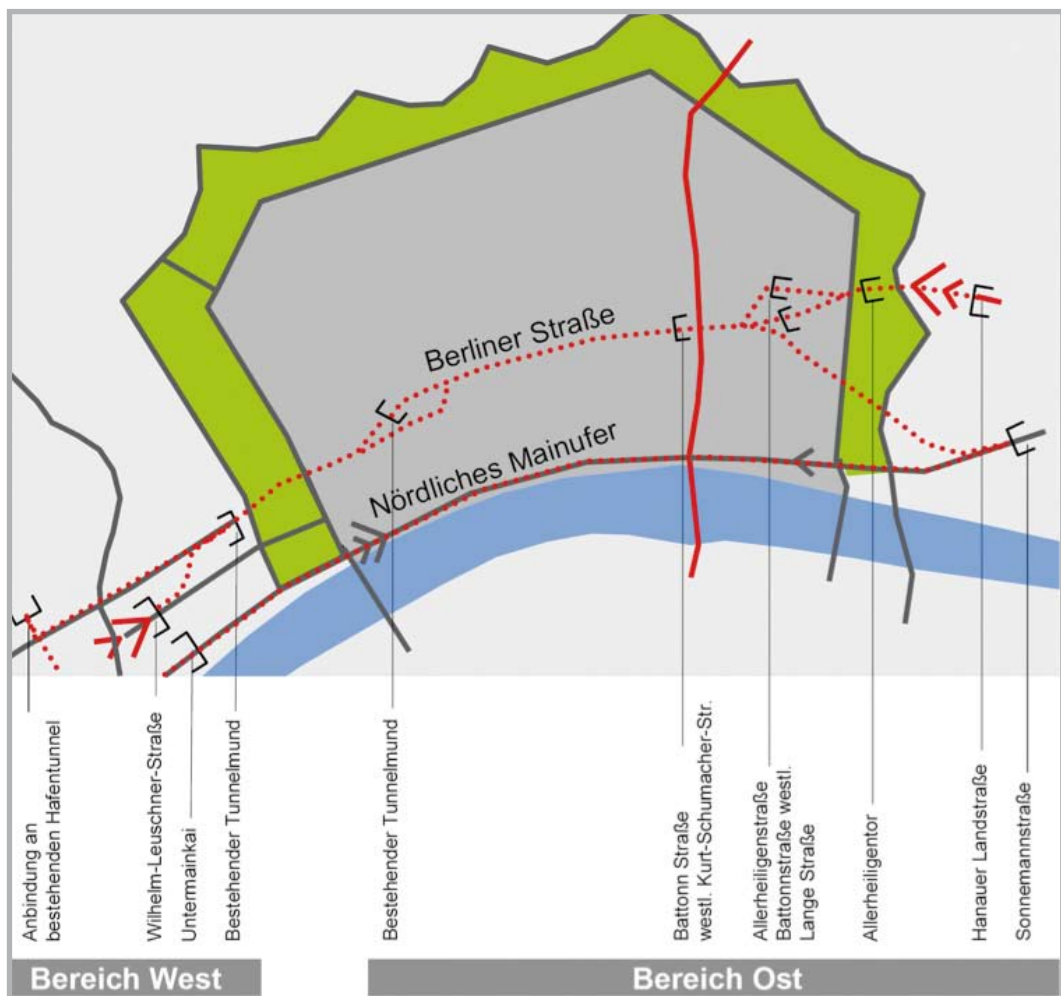 Berliner Straße
Nördliches Mainufer
Anbindung an
bestehenden Hafentunnel
Wilhelm-Leuschner-Straße
Untermainkai
Bestehender Tunnelmund
Bestehender Tunnelmund
Battonn Straße
westl. Kurt-Schumacher-Str.
Allerheiligenstraße
Battonnstraße westl.
Lange Straße
Allerheiligentor
Hanauer Landstraße
Sonnemannstraße
Bereich West
Bereich Ost